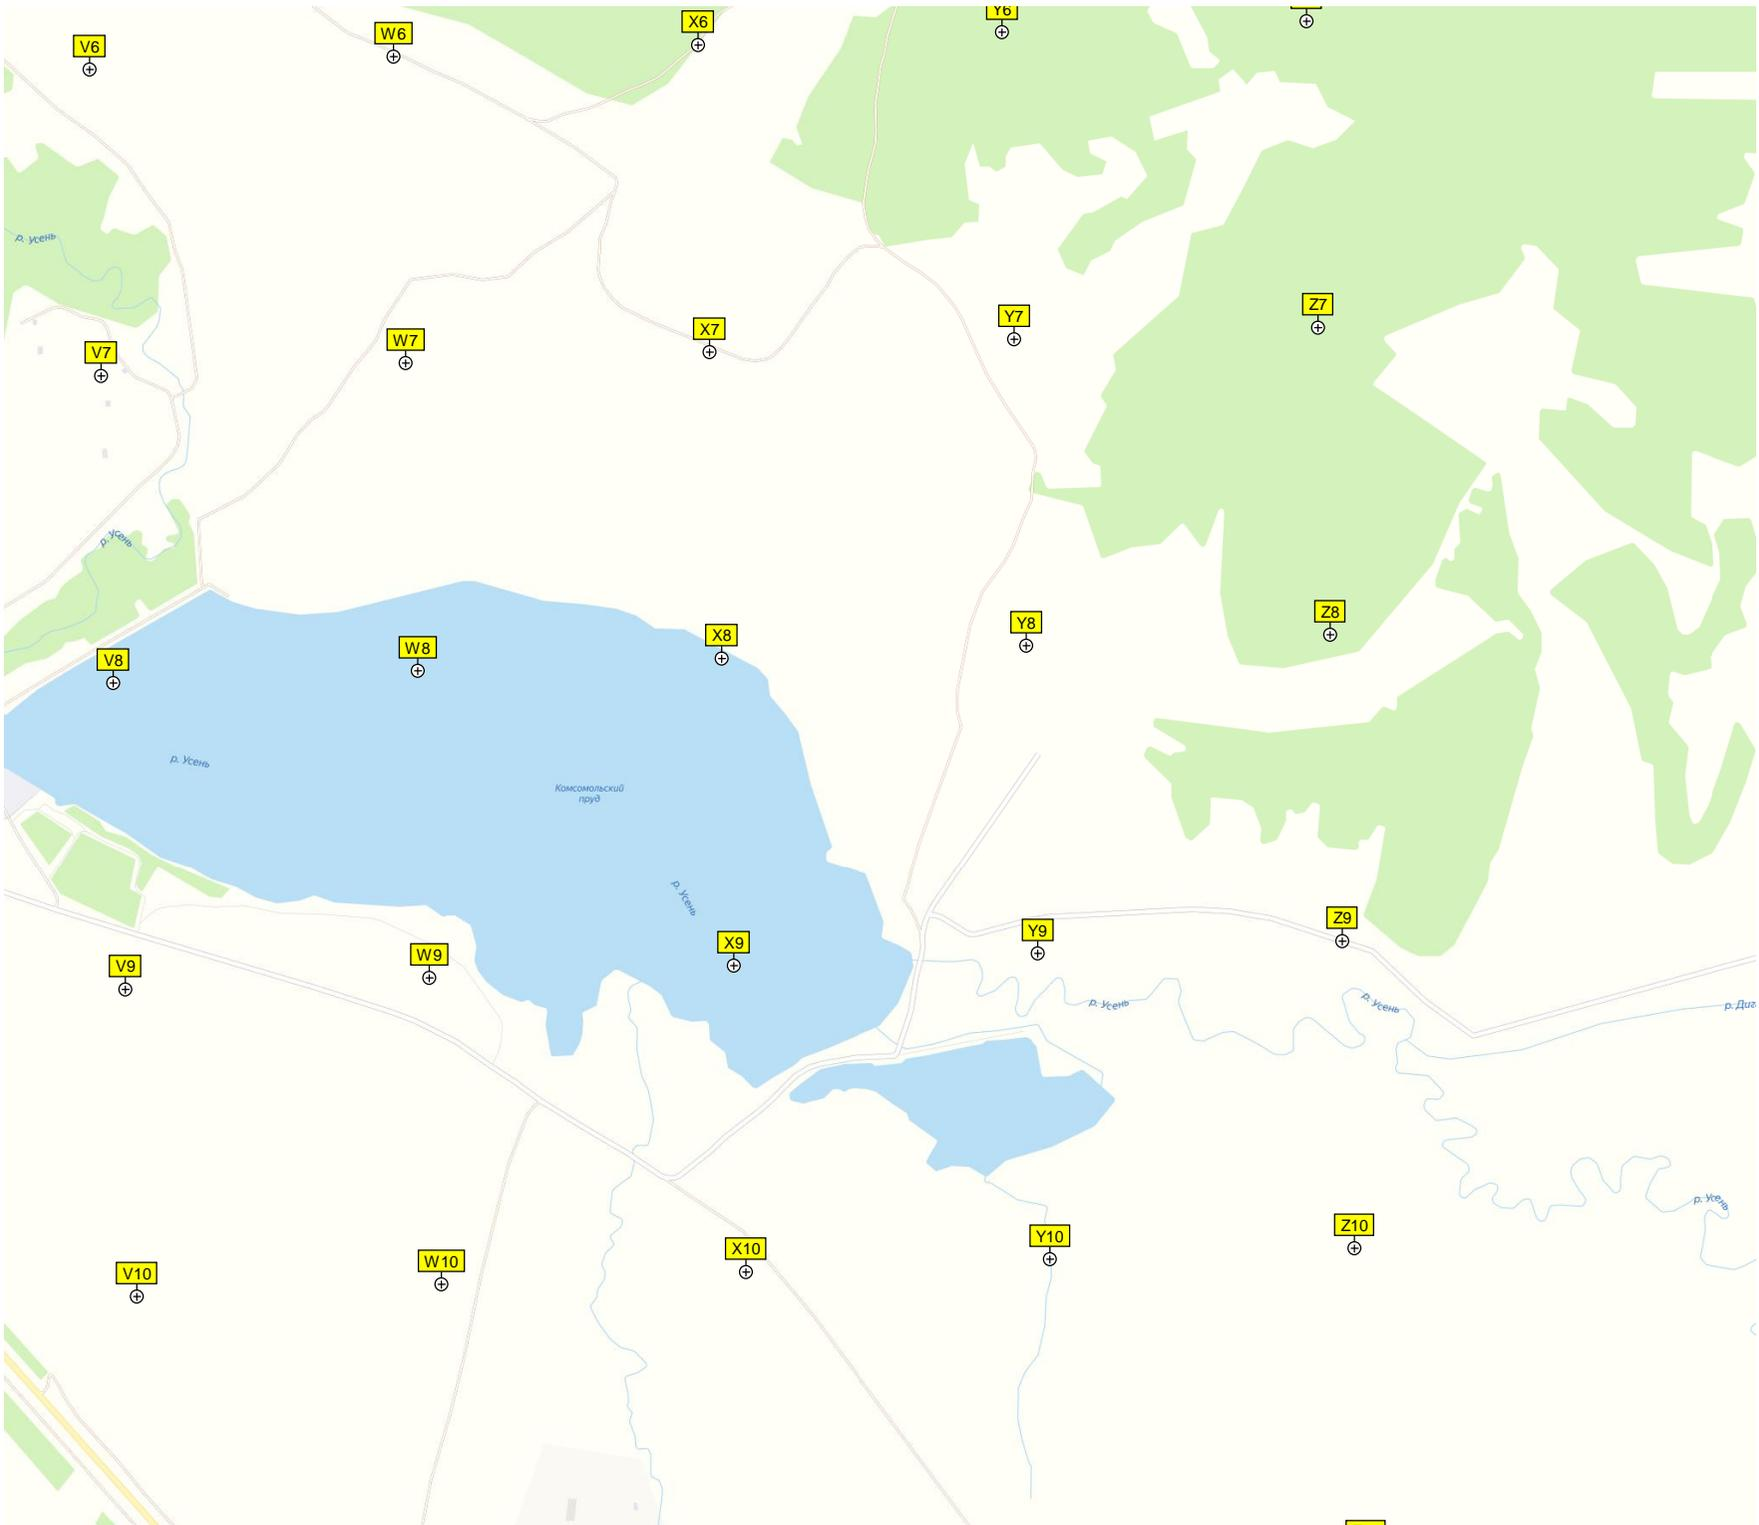 V6
W6
X6
Y6
р. Усень
V7
W7
X7
Y7
Z7
р. Усень
V8
W8
X8
Y8
Z8
р. Усень
Комсомольский
пруд
р. Усень
V9
W9
X9
Y9
Z9
р. Усень
р. Усень
р. Диг
р. Усень
V10
W10
X10
Y10
Z10